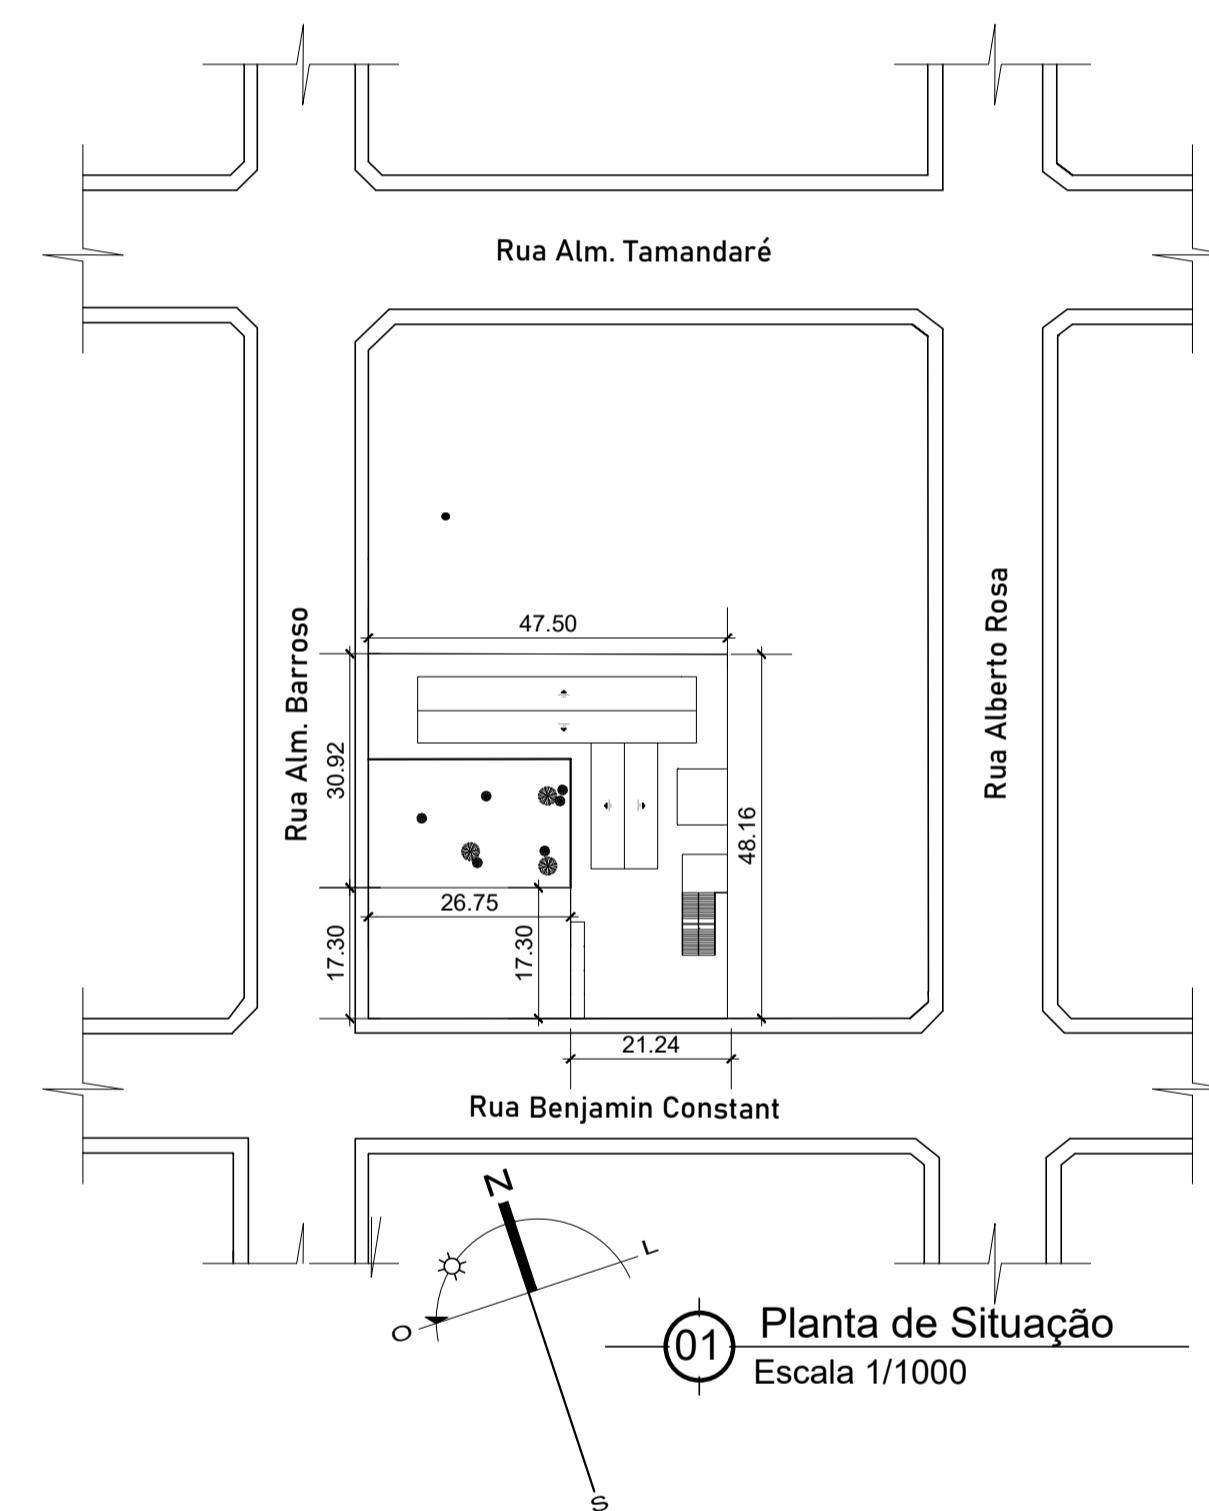 Rua Alm. Tamandaré
Rua Alm. Barroso
Rua Alberto Rosa
47.50
30.92
48.16
26.75
17.30
17.30
21.24
Rua Benjamin Constant
N
L
O
S
01
Planta de Situação
Escala 1/1000